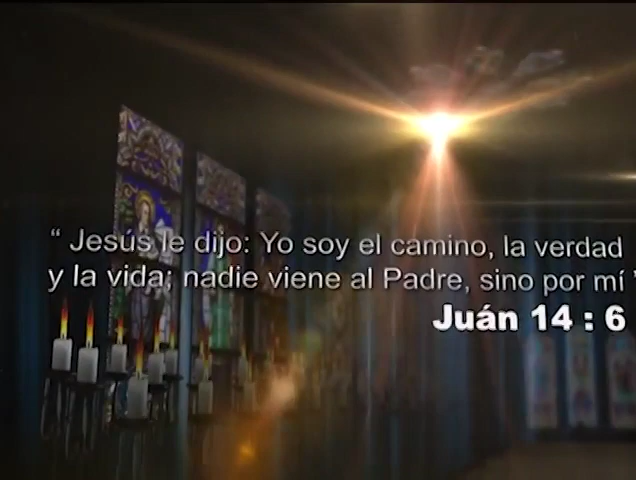 “ Jesús le dijo: Yo soy el camino, la verdad
y la vida; nadie viene al Padre, sino por mí ”
Juán 14 : 6